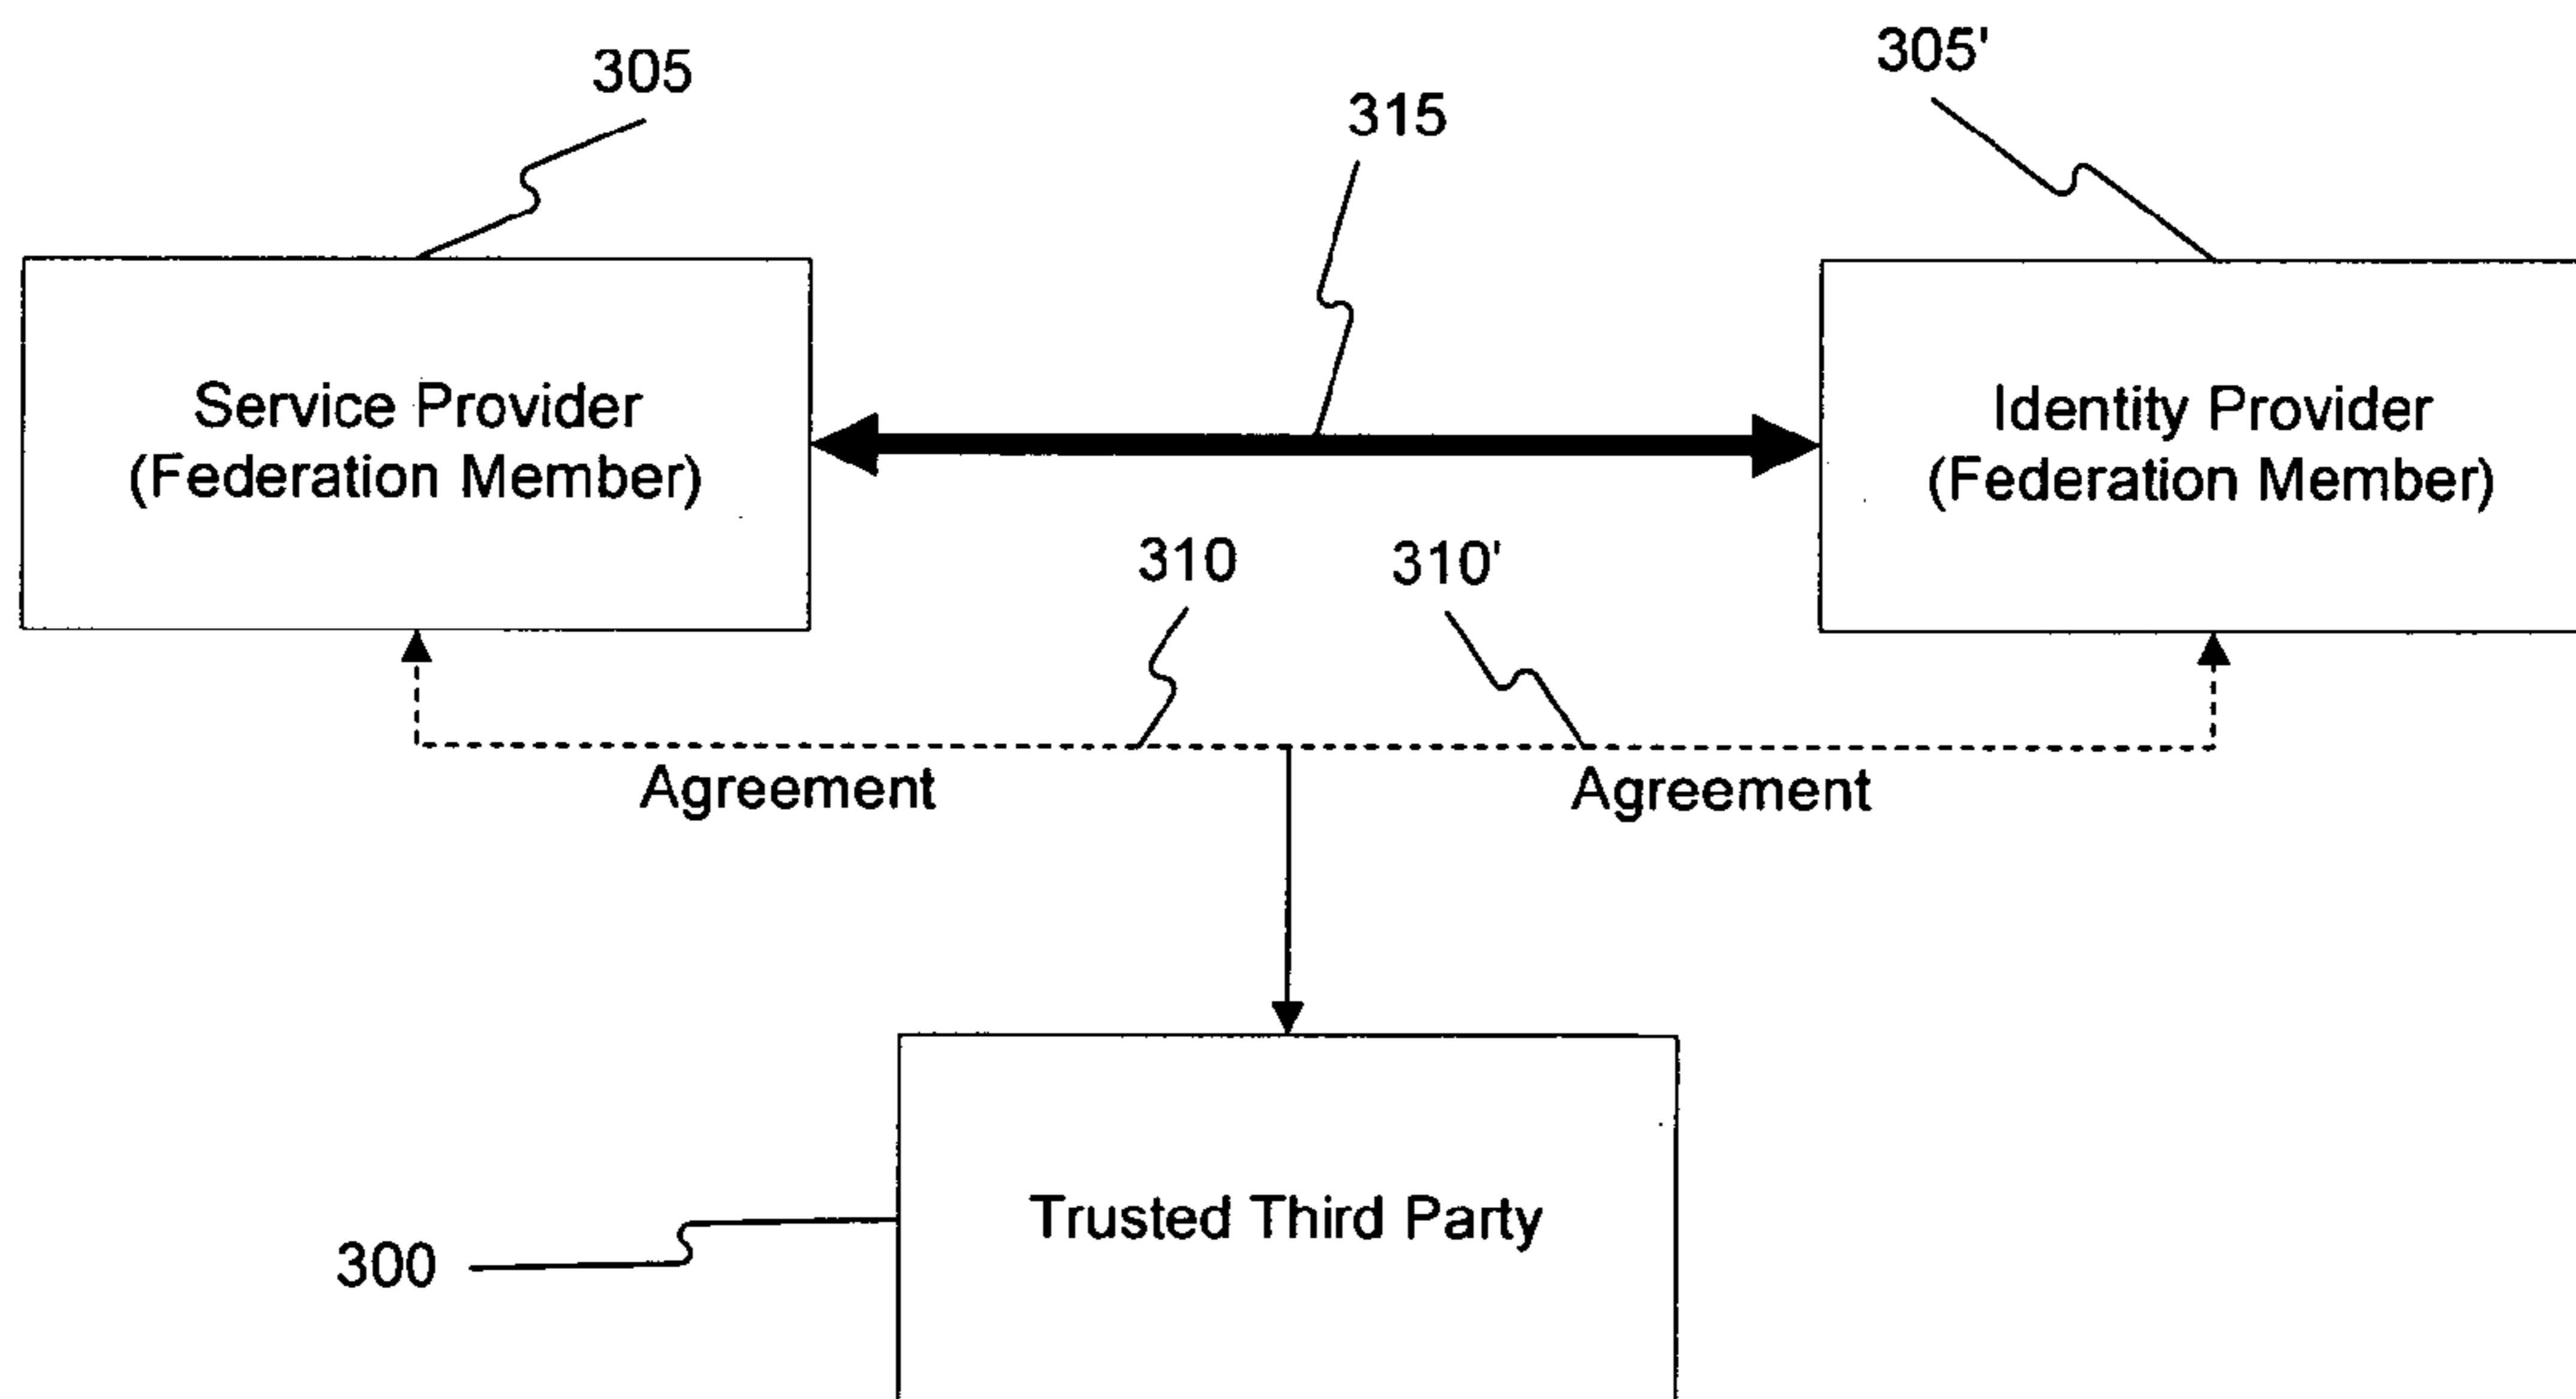 305
305'
315
Service Provider
(Federation Member)
Identity Provider
(Federation Member)
310
310'
Agreement
Agreement
Trusted Third Party
300